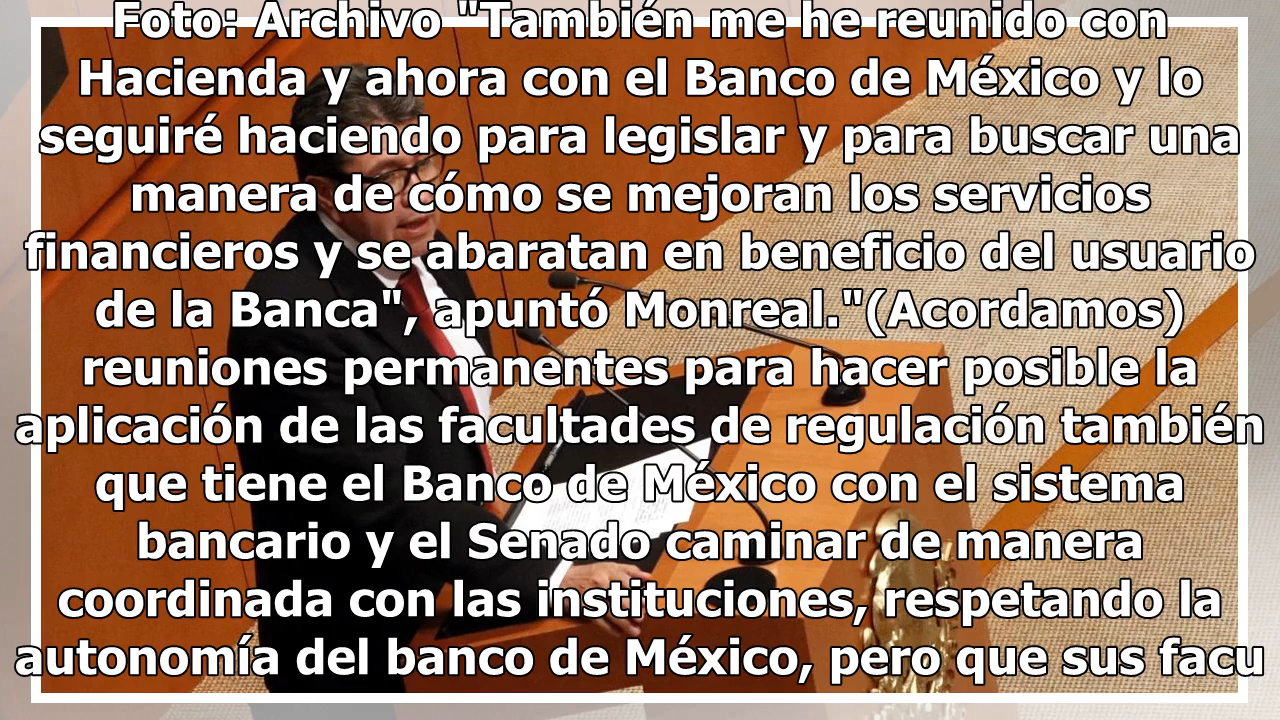 Foto: Archivo "También me he reunido con
Hacienda y ahora con el Banco de México y lo
seguiré haciendo para legislar y para buscar una
manera de cómo se mejoran los servicios
financieros y se abaratan en beneficio del usuario
de la Banca", apuntó Monreal."(Acordamos)
reuniones permanentes para hacer posible la
aplicación de las facultades de regulación también
que tiene el Banco de México con el sistema
bancario y el Senado caminar de manera
coordinada con las instituciones, respetando la
autonomía del banco de México, pero que sus facu